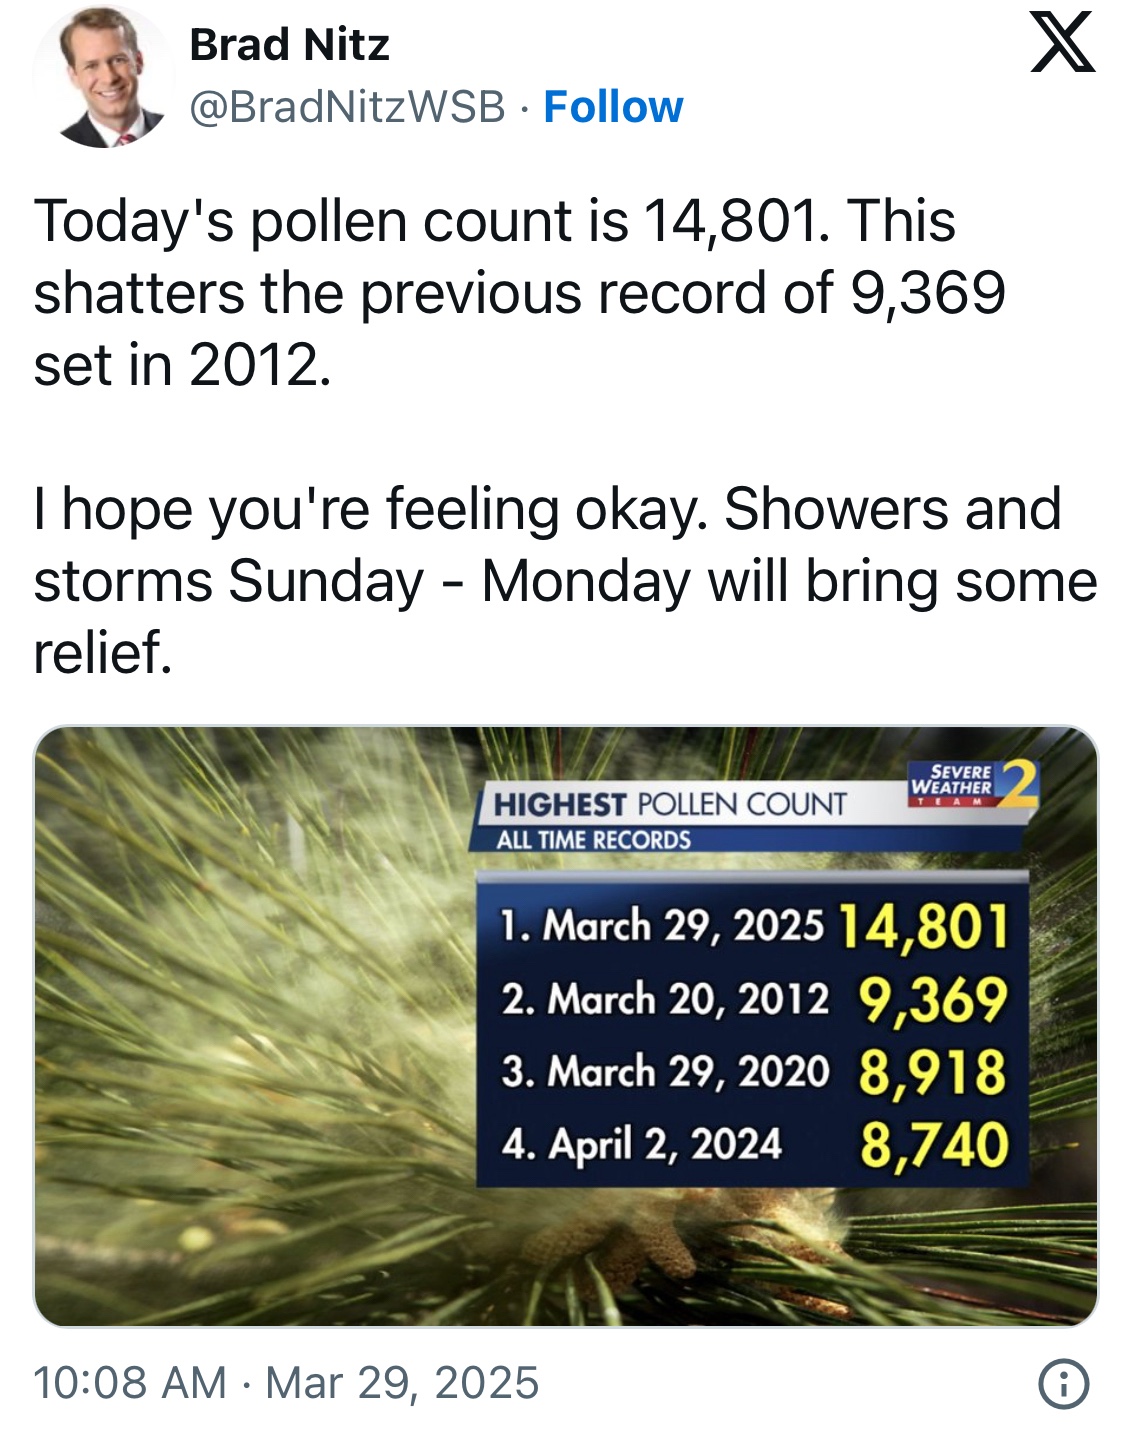 Brad Nitz
@BradNitzWSB · Follow
Today's pollen count is 14,801. This
shatters the previous record of 9,369
set in 2012.
I hope you're feeling okay. Showers and
storms Sunday - Monday will bring some
relief.
SEVERE
WEATHER 2
TEAM
HIGHEST POLLEN COUNT
ALL TIME RECORDS
1. March 29, 2025 14,801
2. March 20, 2012 9,369
3. March 29, 2020 8,918
4. April 2, 2024 8,740
10:08 AM · Mar 29, 2025